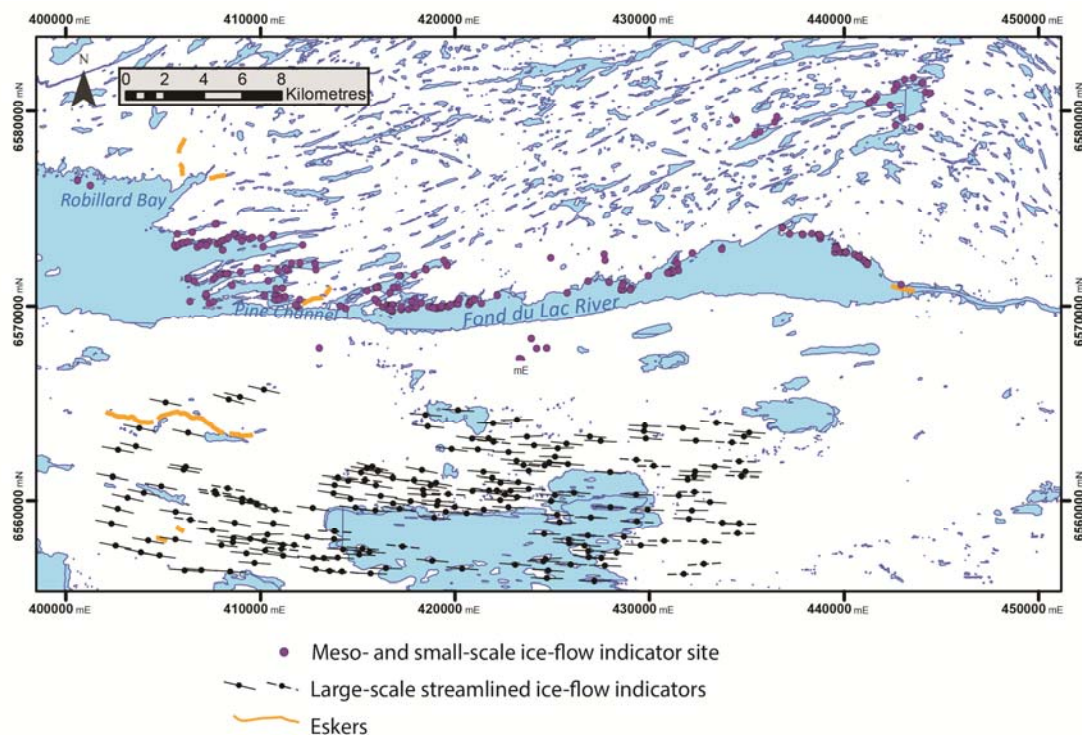 400000 mE 410000 mE 420000 mE 430000 mE 440000 mE 450000 mE
N
0 2 4 6 8
Kilometres
6580000 mN 6580000 mN
Robillard Bay
6570000 mN Pine Channel Fond du Lac River 6570000 mN
mE
6560000 mN 6560000 mN
400000 mE 410000 mE 420000 mE 430000 mE 440000 mE 450000 mE
Meso- and small-scale ice-flow indicator site
Large-scale streamlined ice-flow indicators
Eskers